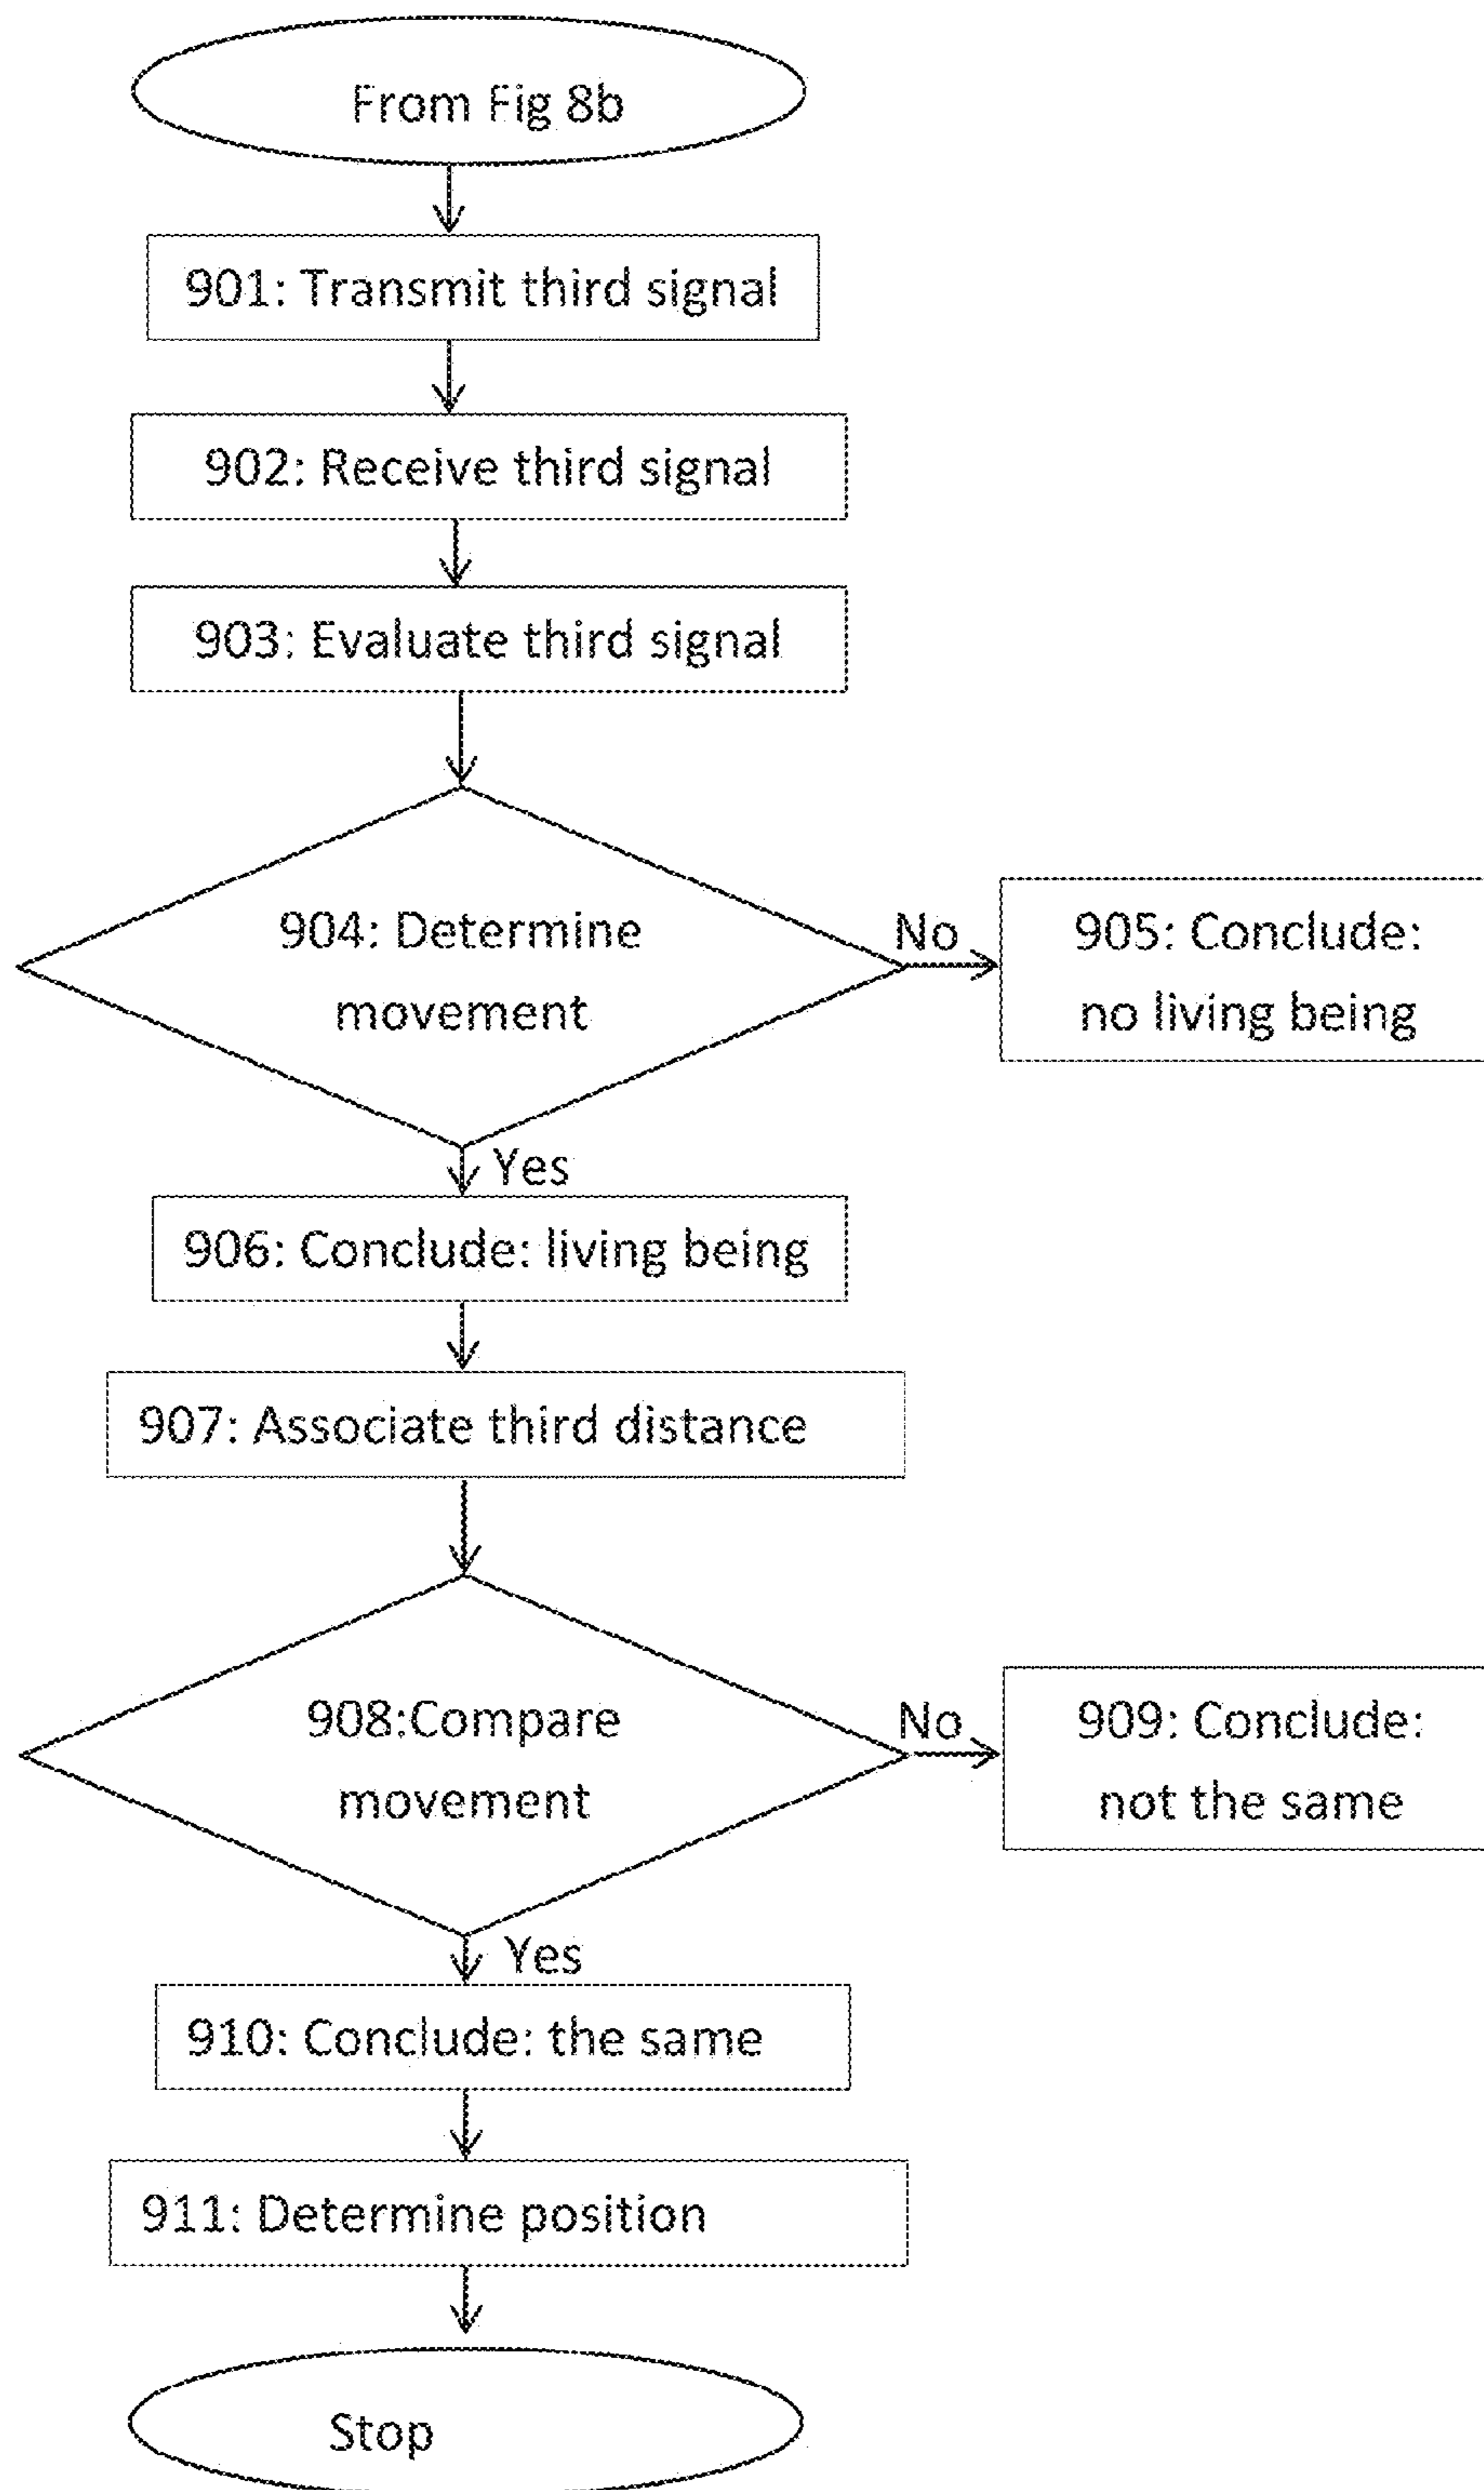 From Fig 8b
901: Transmit third signal
902: Receive third signal
903: Evaluate third signal
904: Determine
movement
No
905: Conclude:
no living being
Yes
906: Conclude: living being
907: Associate third distance
908:Compare
movement
No
909: Conclude:
not the same
Yes
910: Conclude: the same
911: Determine position
Stop